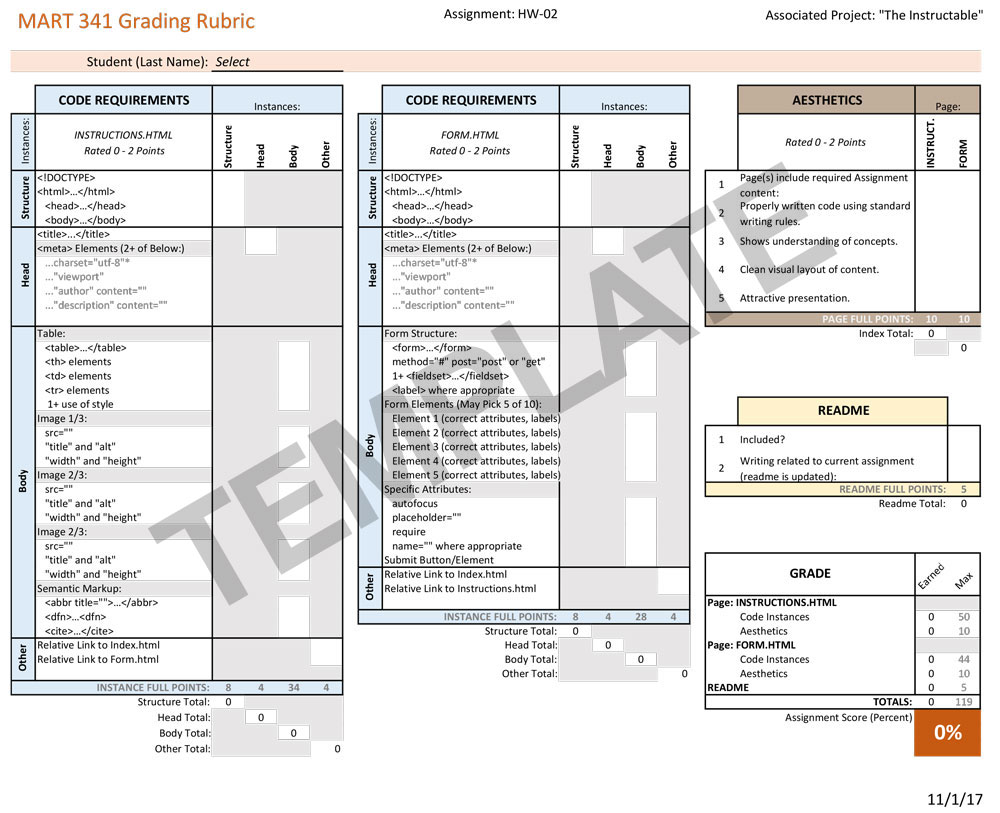 MART 341 Grading Rubric
Assignment: HW-02
Associated Project: "The Instructable"
Student (Last Name): Select
CODE REQUIREMENTS
Instances:
Instances:
INSTRUCTIONS.HTML
Rated 0 - 2 Points
Structure
Head
Body
Other
Structure
<!DOCTYPE>
<html>...</html>
<head>...</head>
<body>...</body>
Head
<title>...</title>
<meta> Elements (2+ of Below:)
...charset="utf-8"*
..."viewport"
..."author" content=""
..."description" content=""
Body
Table:
<table>...</table>
<th> elements
<td> elements
<tr> elements
1+ use of style
Image 1/3:
src=""
"title" and "alt"
"width" and "height"
Image 2/3:
src=""
"title" and "alt"
"width" and "height"
Image 2/3:
src=""
"title" and "alt"
"width" and "height"
Semantic Markup:
<abbr title="">...</abbr>
<dfn>...<dfn>
<cite>...</cite>
Other
Relative Link to Index.html
Relative Link to Form.html
INSTANCE FULL POINTS: 8 4 34 4
Structure Total: 0
Head Total: 0
Body Total: 0
Other Total: 0
CODE REQUIREMENTS
Instances:
Instances:
FORM.HTML
Rated 0 - 2 Points
Structure
Head
Body
Other
Structure
<!DOCTYPE>
<html>...</html>
<head>...</head>
<body>...</body>
Head
<title>...</title>
<meta> Elements (2+ of Below:)
...charset="utf-8"*
..."viewport"
..."author" content=""
..."description" content=""
Body
Form Structure:
<form>...</form>
method="#" post="post" or "get"
1+ <fieldset>...</fieldset>
<label> where appropriate
Form Elements (May Pick 5 of 10):
Element 1 (correct attributes, labels)
Element 2 (correct attributes, labels)
Element 3 (correct attributes, labels)
Element 4 (correct attributes, labels)
Element 5 (correct attributes, labels)
Specific Attributes:
autofocus
placeholder=""
require
name="" where appropriate
Submit Button/Element
Other
Relative Link to Index.html
Relative Link to Instructions.html
INSTANCE FULL POINTS: 8 4 28 4
Structure Total: 0
Head Total: 0
Body Total: 0
Other Total: 0
AESTHETICS
Page:
Rated 0 - 2 Points
INSTRUCT.
FORM
1 Page(s) include required Assignment
content:
2 Properly written code using standard
writing rules.
3 Shows understanding of concepts.
4 Clean visual layout of content.
5 Attractive presentation.
PAGE FULL POINTS: 10 10
Index Total: 0
0
README
1 Included?
2 Writing related to current assignment
(readme is updated):
README FULL POINTS: 5
Readme Total: 0
GRADE
Earned
Max
Page: INSTRUCTIONS.HTML
Code Instances 0 50
Aesthetics 0 10
Page: FORM.HTML
Code Instances 0 44
Aesthetics 0 10
README 0 5
TOTALS: 0 119
Assignment Score (Percent)
0%
TEMPLATE
11/1/17